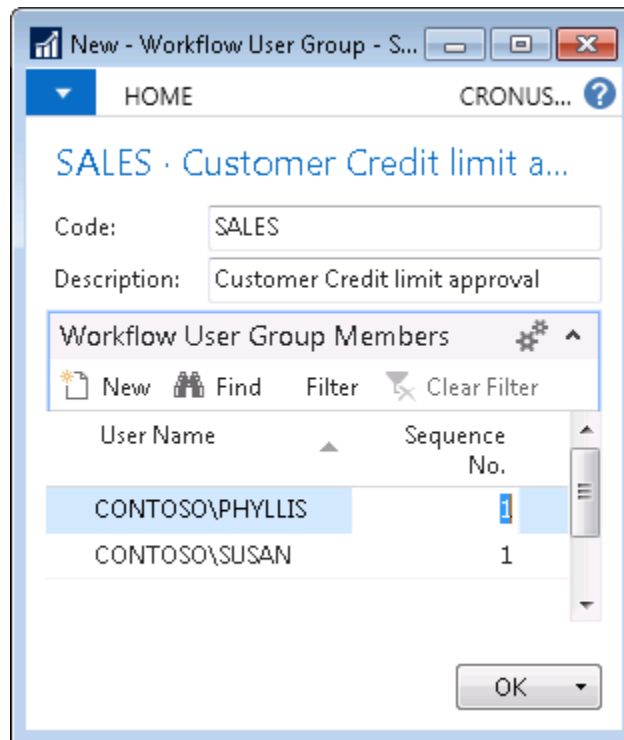 New - Workflow User Group - S...
HOME CRONUS... ?
SALES · Customer Credit limit a...
Code: SALES
Description: Customer Credit limit approval
Workflow User Group Members
New Find Filter Clear Filter
User Name Sequence
No.
CONTOSO\PHYLLIS 1
CONTOSO\SUSAN 1
OK